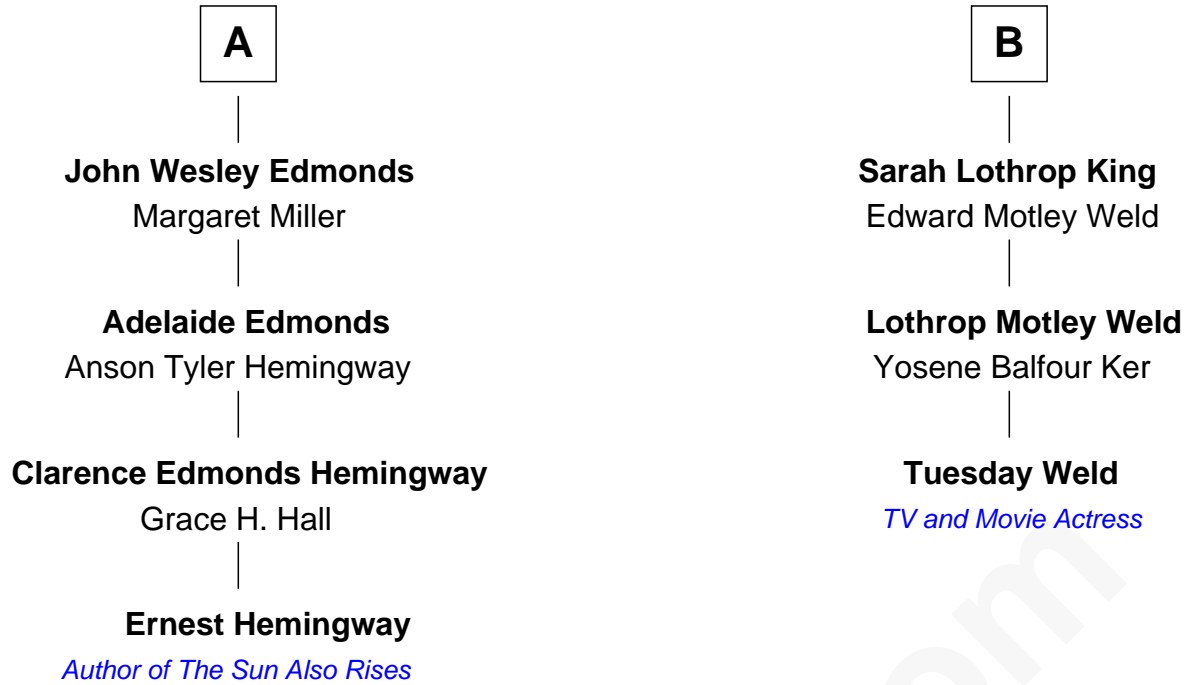 A
John Wesley Edmonds
Margaret Miller
Adelaide Edmonds
Anson Tyler Hemingway
Clarence Edmonds Hemingway
Grace H. Hall
Ernest Hemingway
Author of The Sun Also Rises
B
Sarah Lothrop King
Edward Motley Weld
Lothrop Motley Weld
Yosene Balfour Ker
Tuesday Weld
TV and Movie Actress
om